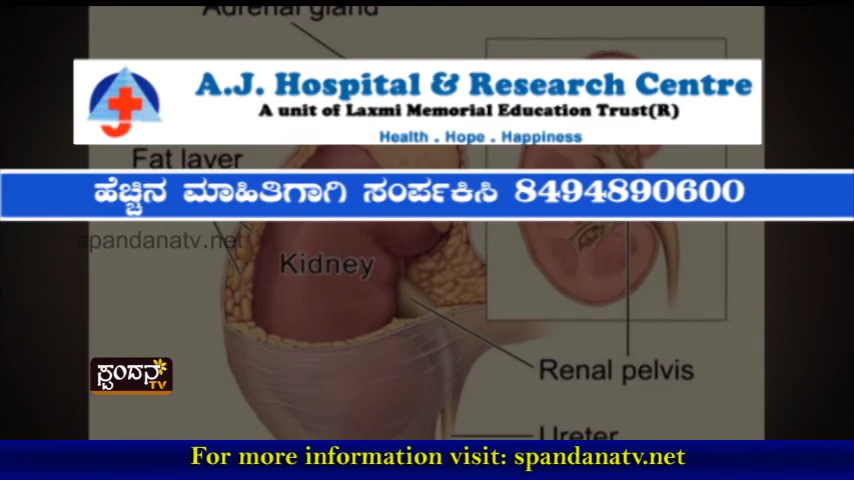 Adrenal gland
A.J. Hospital & Research Centre
A unit of Laxmi Memorial Education Trust(R)
Health . Hope . Happiness
Fat layer
ಹೆಚ್ಚಿನ ಮಾಹಿತಿಗಾಗಿ ಸಂರ್ಪಕಿಸಿ 8494890600
spandanatv.net
Kidney
ಸ್ಪಂದನ
TV
Renal pelvis
Ureter
For more information visit: spandanatv.net